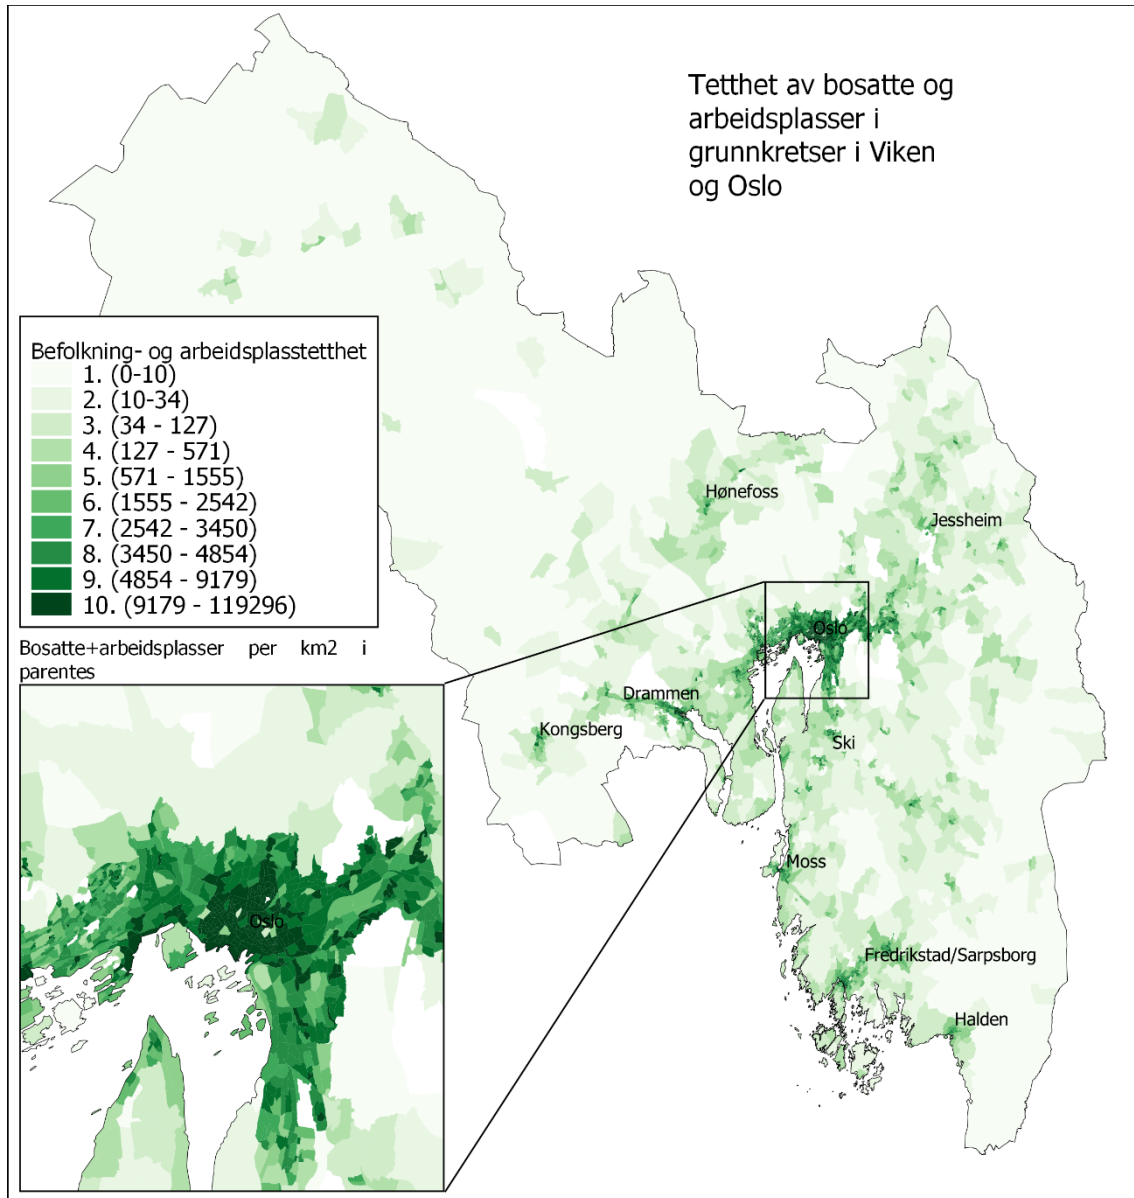 Tetthet av bosatte og
arbeidsplasser i
grunnkretser i Viken
og Oslo
Befolkning- og arbeidsplasstetthet
1. (0-10)
2. (10-34)
3. (34 - 127)
4. (127 - 571)
5. (571 - 1555)
6. (1555 - 2542)
7. (2542 - 3450)
8. (3450 - 4854)
9. (4854 - 9179)
10. (9179 - 119296)
Bosatte+arbeidsplasser per km2 i
parentes
Hønefoss
Jessheim
Oslo
Drammen
Kongsberg
Ski
Moss
Fredrikstad/Sarpsborg
Halden
Oslo